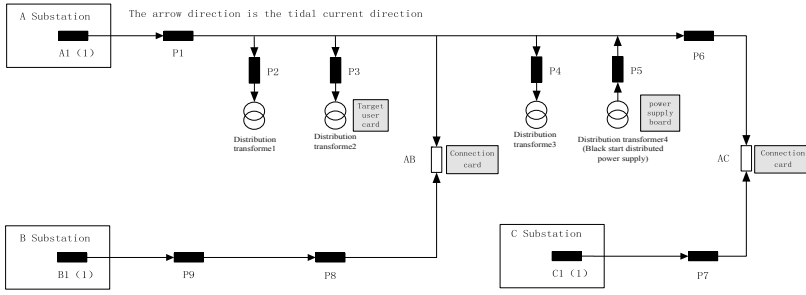 A Substation
The arrow direction is the tidal current direction
A1 (1)
P1
P6
P2
P3
P4
P5
Target
user
card
power
supply
board
Distribution
transforme1
Distribution
transforme2
Distribution
transforme3
Distribution transformer4
(Black start distributed
power supply)
AB
Connection
card
AC
Connection
card
B Substation
B1 (1)
P9
P8
C Substation
C1 (1)
P7